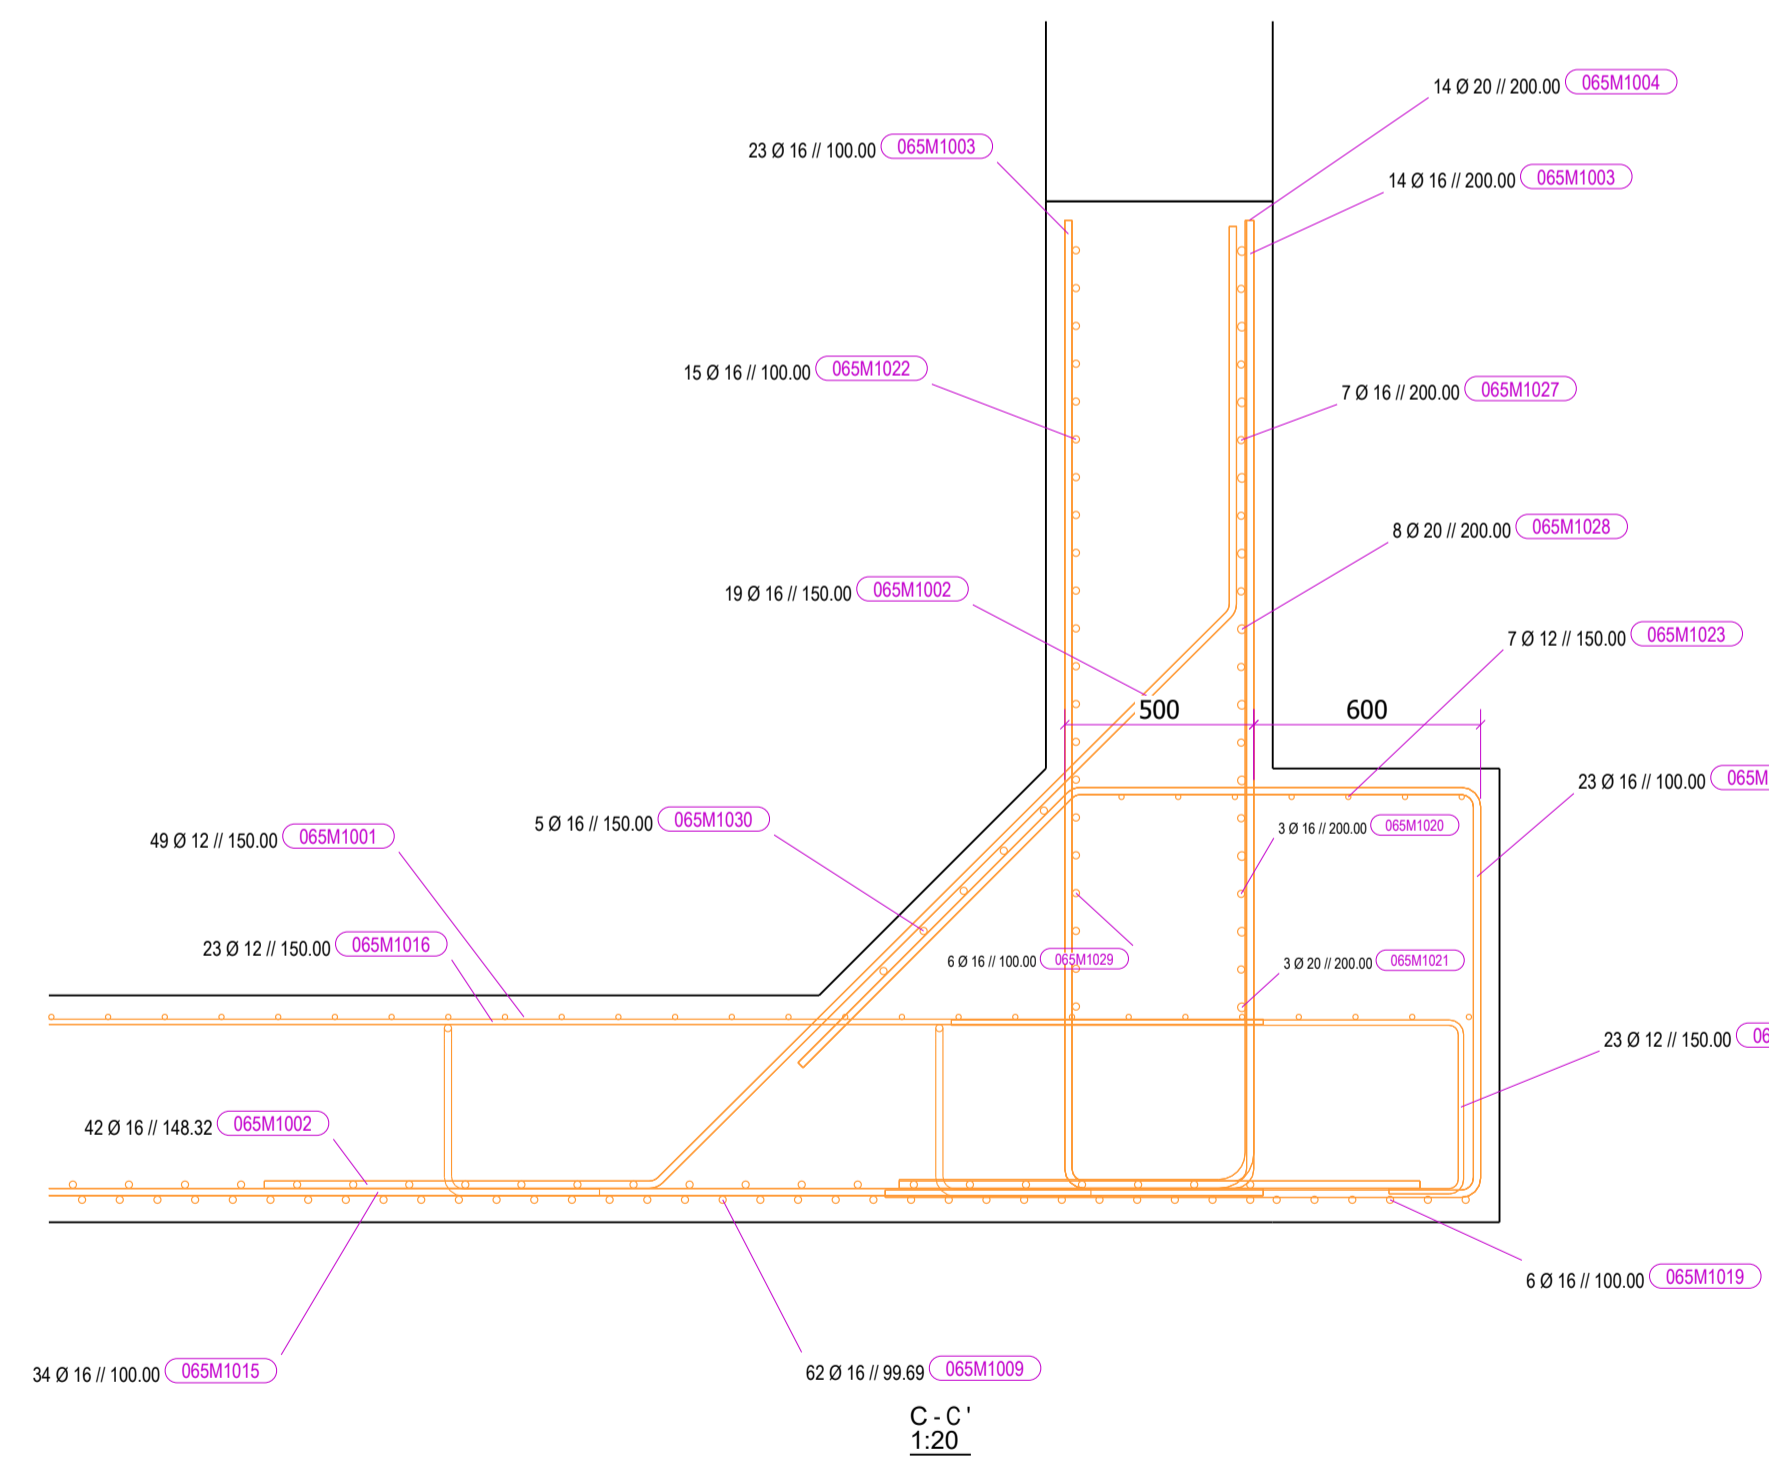 14 Ø 20 // 200.00 065M1004
23 Ø 16 // 100.00 065M1003
14 Ø 16 // 200.00 065M1003
15 Ø 16 // 100.00 065M1022
7 Ø 16 // 200.00 065M1027
8 Ø 20 // 200.00 065M1028
19 Ø 16 // 150.00 065M1002
7 Ø 12 // 150.00 065M1023
500 600
23 Ø 16 // 100.00 065M
5 Ø 16 // 150.00 065M1030
3 Ø 16 // 200.00 065M1020
49 Ø 12 // 150.00 065M1001
23 Ø 12 // 150.00 065M1016
6 Ø 16 // 100.00 065M1029
3 Ø 20 // 200.00 065M1021
23 Ø 12 // 150.00 06
42 Ø 16 // 148.32 065M1002
6 Ø 16 // 100.00 065M1019
34 Ø 16 // 100.00 065M1015
62 Ø 16 // 99.69 065M1009
C - C '
1:20